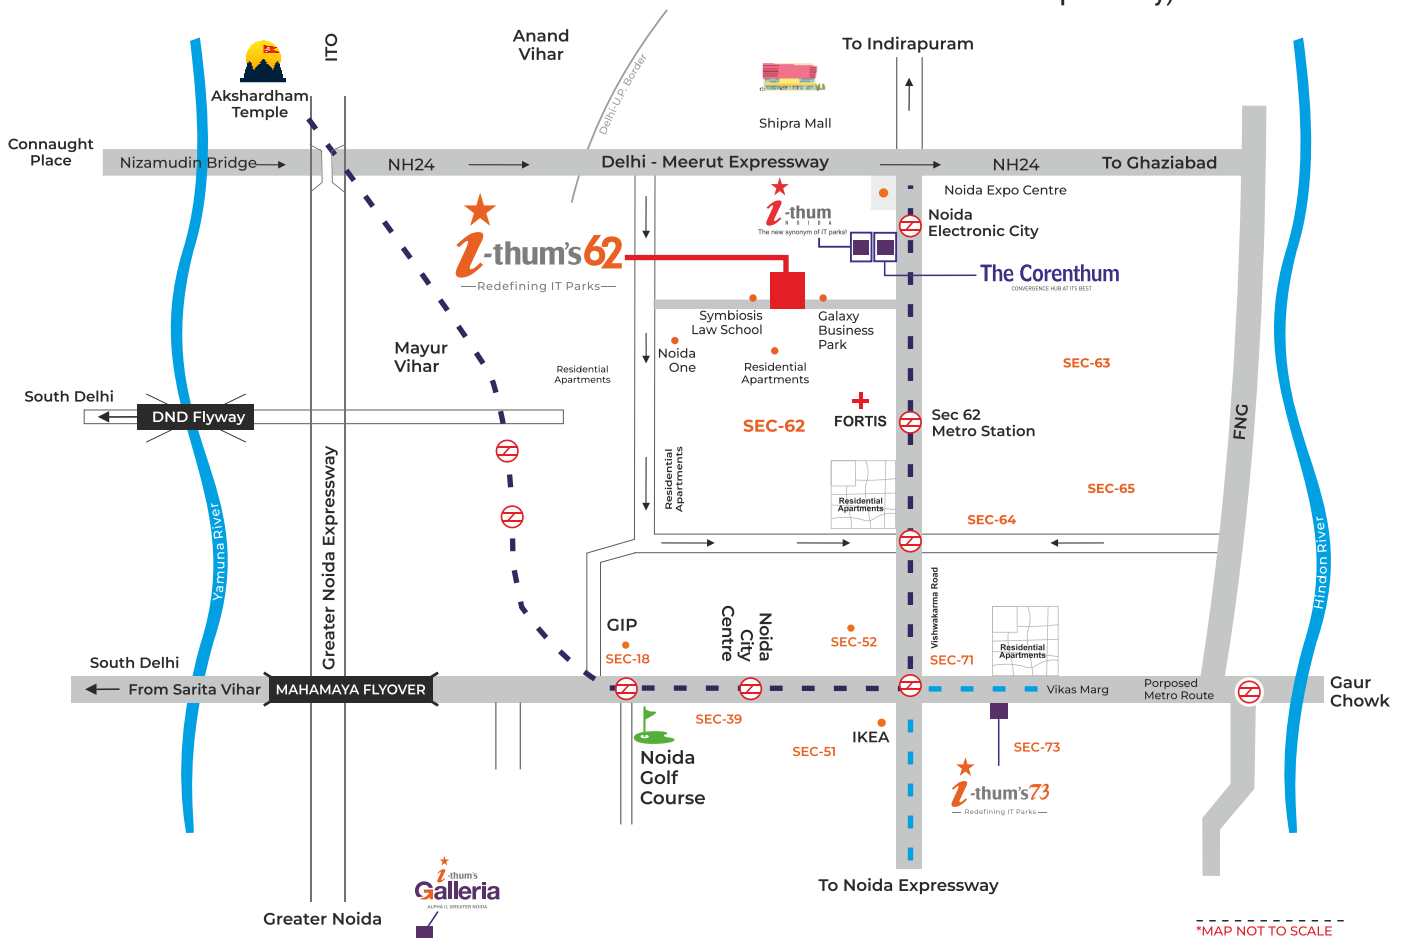 ITO
Anand
Vihar
To Indirapuram
Akshardham
Temple
Delhi-U.P. Border
Shipra Mall
Connaught
Place
Nizamudin Bridge
NH24
Delhi - Meerut Expressway
NH24
To Ghaziabad
Noida Expo Centre
i-thum
NOIDA
The new synonym of IT parks!
Noida
Electronic City
i-thum's 62
Redefining IT Parks
The Corenthum
CONVERGENCE HUB AT ITS BEST
Symbiosis
Law School
Galaxy
Business
Park
Noida
One
Residential
Apartments
Mayur
Vihar
Residential
Apartments
SEC-63
South Delhi
DND Flyway
SEC-62
FORTIS
Sec 62
Metro Station
FNG
Residential
Apartments
Residential
Apartments
SEC-65
SEC-64
Yamuna River
Greater Noida Expressway
Hindon River
Vishwakarma Road
GIP
SEC-18
Noida
City
Centre
SEC-52
SEC-71
Residential
Apartments
South Delhi
From Sarita Vihar
MAHAMAYA FLYOVER
Vikas Marg
Porposed
Metro Route
Gaur
Chowk
SEC-39
SEC-51
IKEA
SEC-73
Noida
Golf
Course
i-thum's 73
Redefining IT Parks
i-thum's
Galleria
ALPHA II, GREATER NOIDA
To Noida Expressway
Greater Noida
*MAP NOT TO SCALE